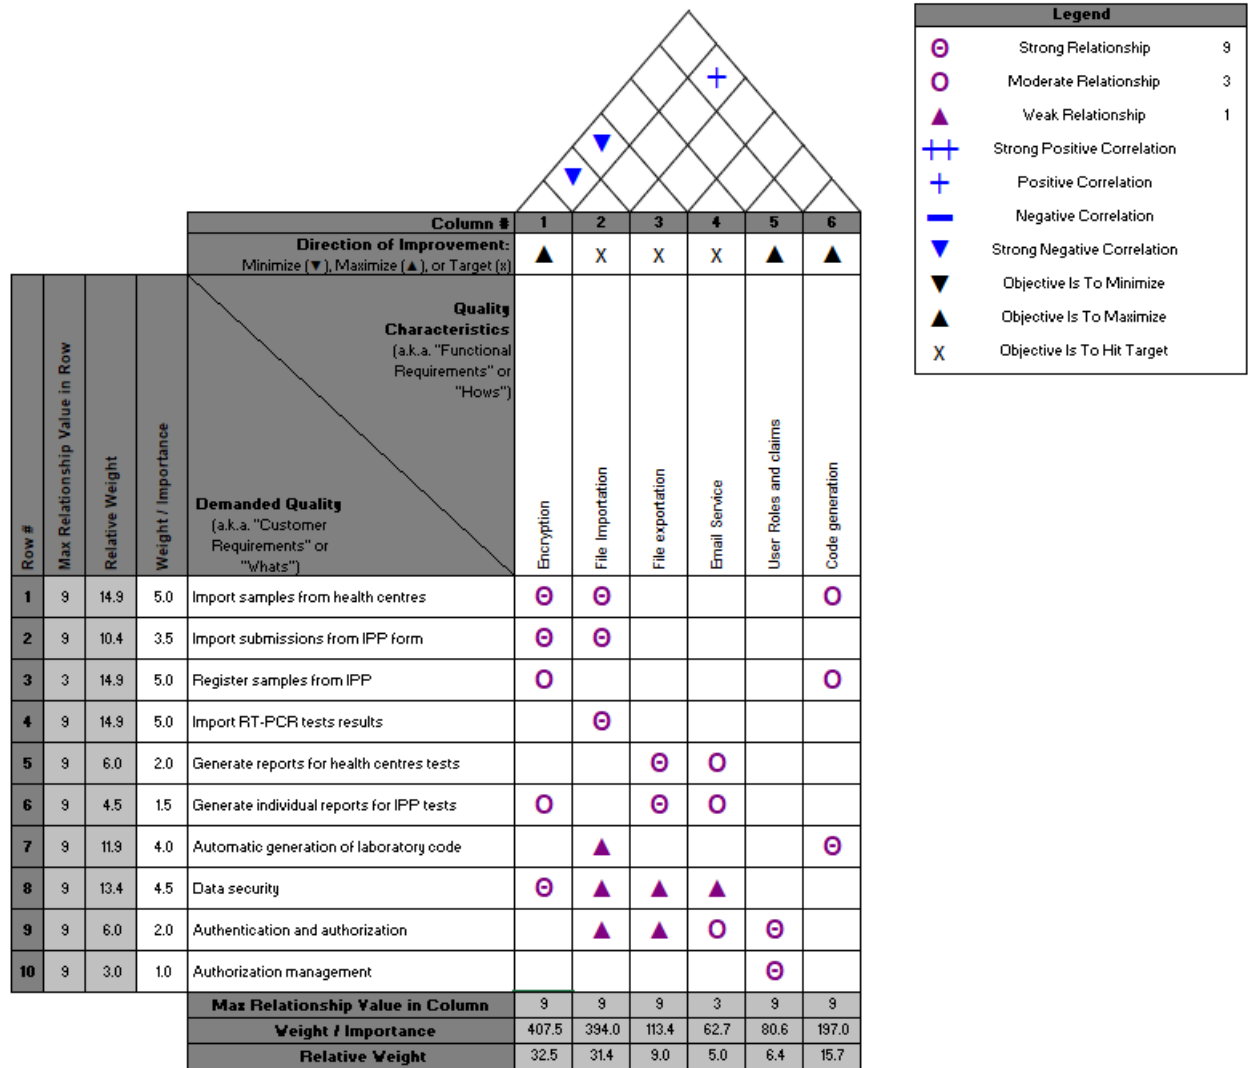 Legend
Strong Relationship 9
Moderate Relationship 3
Weak Relationship 1
Strong Positive Correlation
Positive Correlation
Negative Correlation
Strong Negative Correlation
Objective Is To Minimize
Objective Is To Maximize
X Objective Is To Hit Target
Column # 1 2 3 4 5 6
Direction of Improvement:
Minimize (▼), Maximize (▲), or Target (x) ▲ X X X ▲ ▲
Row #
Max Relationship Value in Row
Relative Weight
Weight / Importance
Quality
Characteristics
(a.k.a. "Functional
Requirements" or
"Hows")
Demanded Quality
(a.k.a. "Customer
Requirements" or
"Whats")
Encryption
File Importation
File exportation
Email Service
User Roles and claims
Code generation
1 9 14.9 5.0 Import samples from health centres
2 9 10.4 3.5 Import submissions from IPP form
3 3 14.9 5.0 Register samples from IPP
4 9 14.9 5.0 Import RT-PCR tests results
5 9 6.0 2.0 Generate reports for health centres tests
6 9 4.5 1.5 Generate individual reports for IPP tests
7 9 11.9 4.0 Automatic generation of laboratory code
8 9 13.4 4.5 Data security
9 9 6.0 2.0 Authentication and authorization
10 9 3.0 1.0 Authorization management
Max Relationship Value in Column 9 9 9 3 9 9
Weight / Importance 407.5 394.0 113.4 62.7 80.6 197.0
Relative Weight 32.5 31.4 9.0 5.0 6.4 15.7